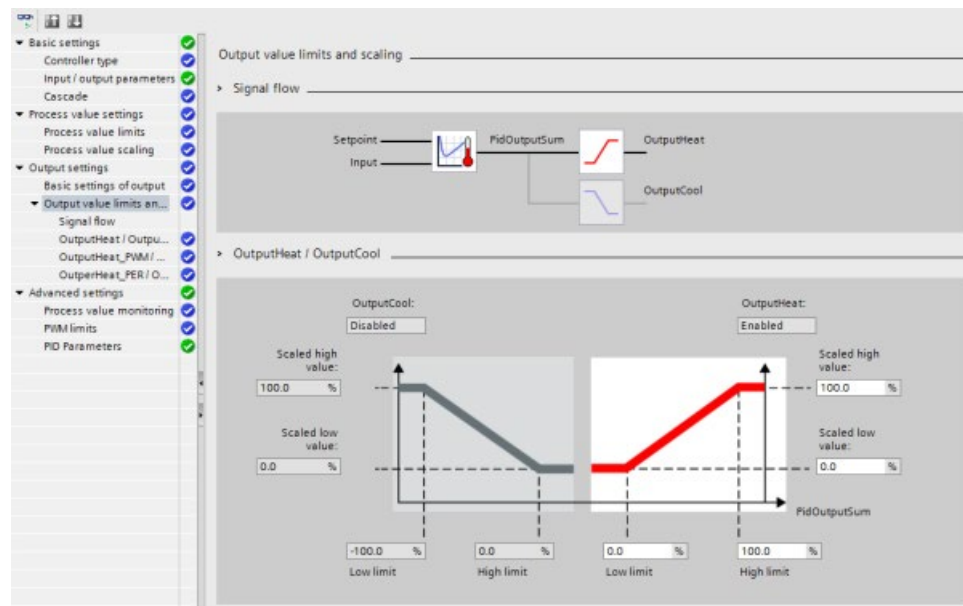 Basic settings
Controller type
Input / output parameters
Cascade
Process value settings
Process value limits
Process value scaling
Output settings
Basic settings of output
Output value limits an...
Signal flow
OutputHeat / Outpu...
OutputHeat_PWM / ...
OutperHeat_PER / O...
Advanced settings
Process value monitoring
PWM limits
PID Parameters
Output value limits and scaling
Signal flow
Setpoint
Input
PidOutputSum
OutputHeat
OutputCool
OutputHeat / OutputCool
OutputCool:
Disabled
OutputHeat:
Enabled
Scaled high
value:
100.0 %
Scaled low
value:
0.0 %
Scaled high
value:
100.0 %
Scaled low
value:
0.0 %
PidOutputSum
-100.0 %
0.0 %
0.0 %
100.0 %
Low limit
High limit
Low limit
High limit